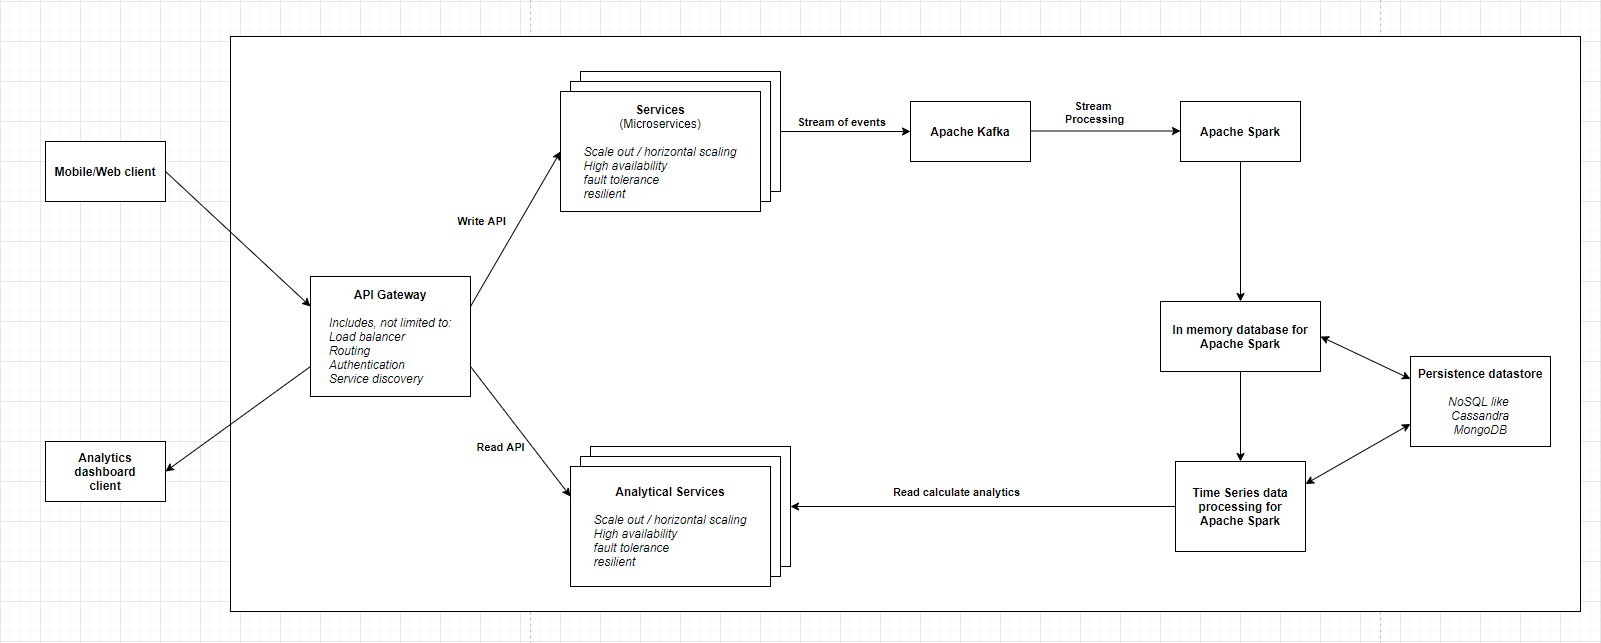 Services
(Microservices)
Scale out / horizontal scaling
High availability
fault tolerance
resilient
Stream of events
Apache Kafka
Stream
Processing
Apache Spark
Mobile/Web client
Write API
API Gateway
Includes, not limited to:
Load balancer
Routing
Authentication
Service discovery
In memory database for
Apache Spark
Persistence datastore
NoSQL like
Cassandra
MongoDB
Analytics
dashboard
client
Read API
Analytical Services
Scale out / horizontal scaling
High availability
fault tolerance
resilient
Read calculate analytics
Time Series data
processing for
Apache Spark